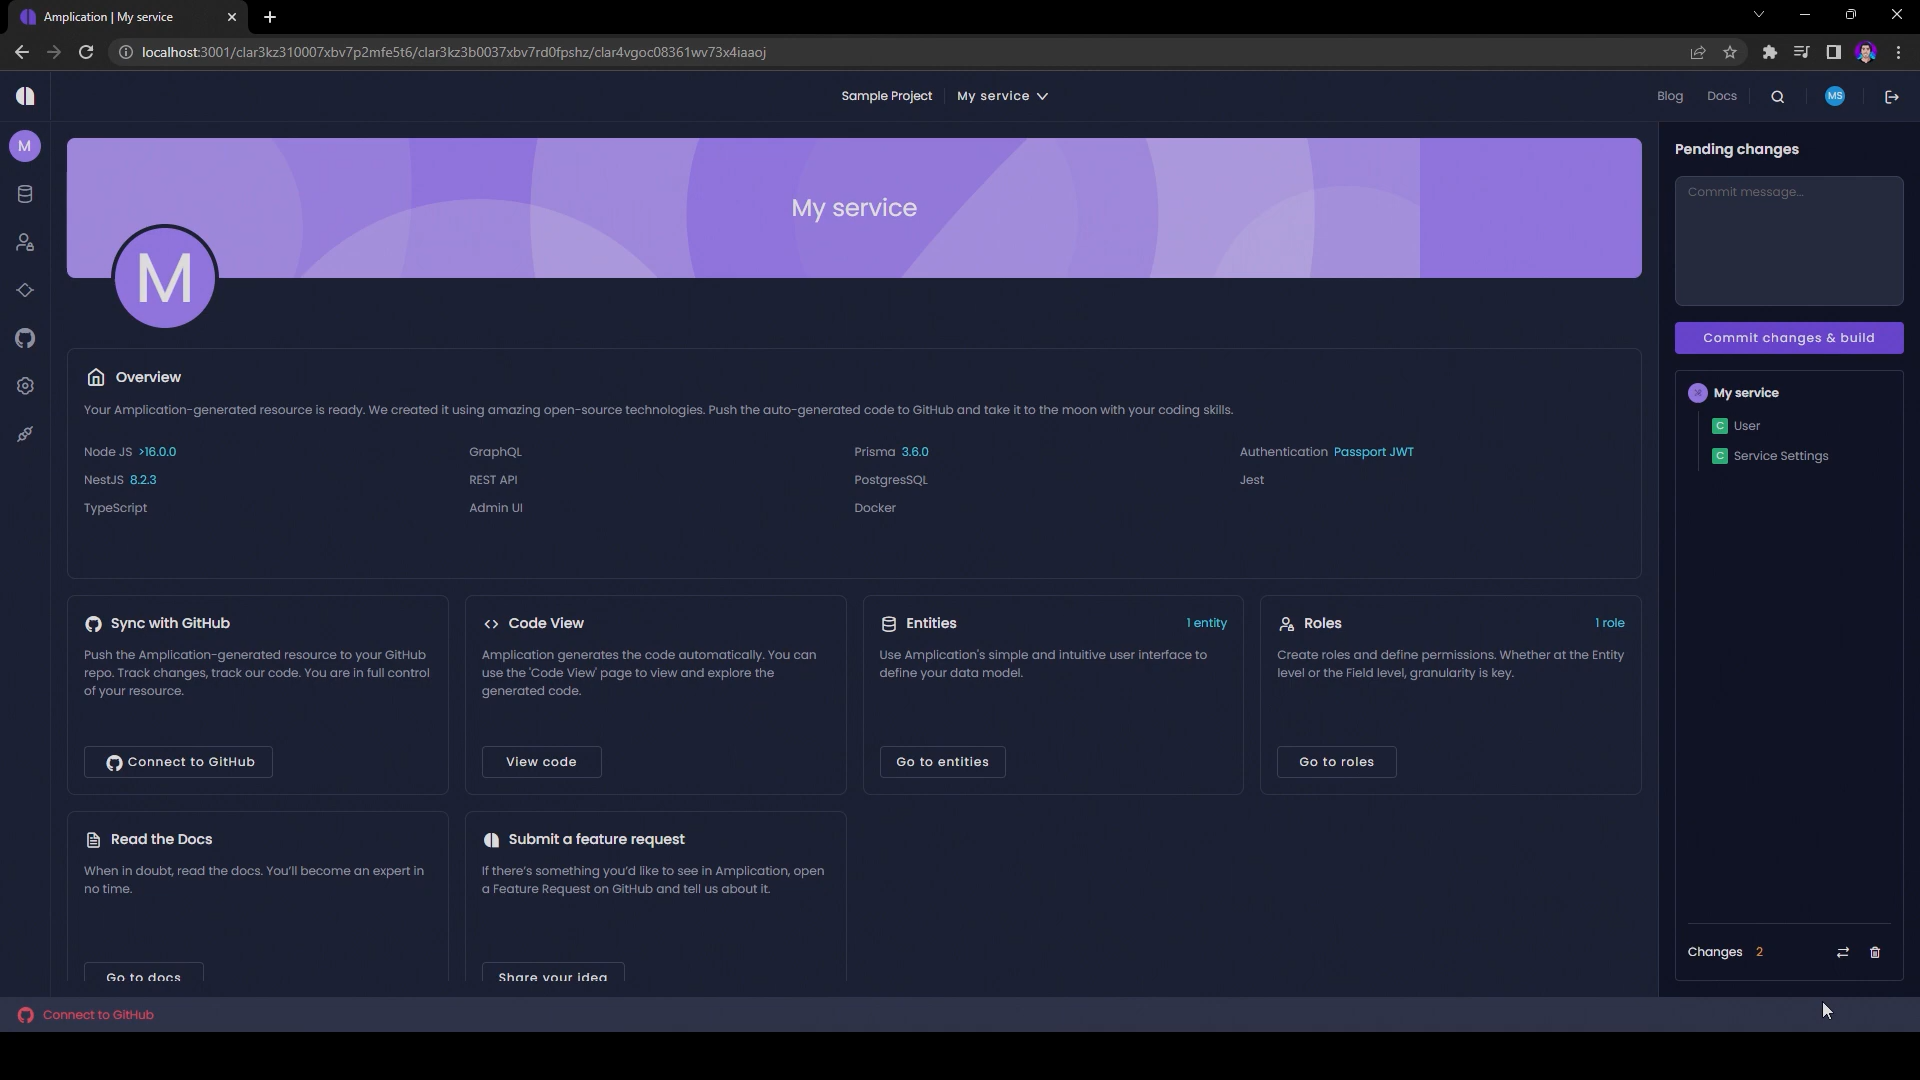 Amplication | My service
localhost:3001/clar3kz310007xbv7p2mfe5t6/clar3kz3b0037xbv7rd0fpshz/clar4vgoc08361wv73x4iaaoj
Sample Project
My service
Blog
Docs
MS
M
My service
M
Overview
Your Amplication-generated resource is ready. We created it using amazing open-source technologies. Push the auto-generated code to GitHub and take it to the moon with your coding skills.
Node JS >16.0.0
GraphQL
Prisma 3.6.0
Authentication Passport JWT
NestJS 8.2.3
REST API
PostgresSQL
Jest
TypeScript
Admin UI
Docker
Sync with GitHub
Push the Amplication-generated resource to your GitHub
repo. Track changes, track our code. You are in full control
of your resource.
Connect to GitHub
Code View
Amplication generates the code automatically. You can
use the 'Code View' page to view and explore the
generated code.
View code
Entities
1 entity
Use Amplication's simple and intuitive user interface to
define your data model.
Go to entities
Roles
1 role
Create roles and define permissions. Whether at the Entity
level or the Field level, granularity is key.
Go to roles
Read the Docs
When in doubt, read the docs. You'll become an expert in
no time.
Go to docs
Submit a feature request
If there's something you'd like to see in Amplication, open
a Feature Request on GitHub and tell us about it.
Share your idea
Pending changes
Commit message...
Commit changes & build
My service
C User
C Service Settings
Changes 2
Connect to GitHub